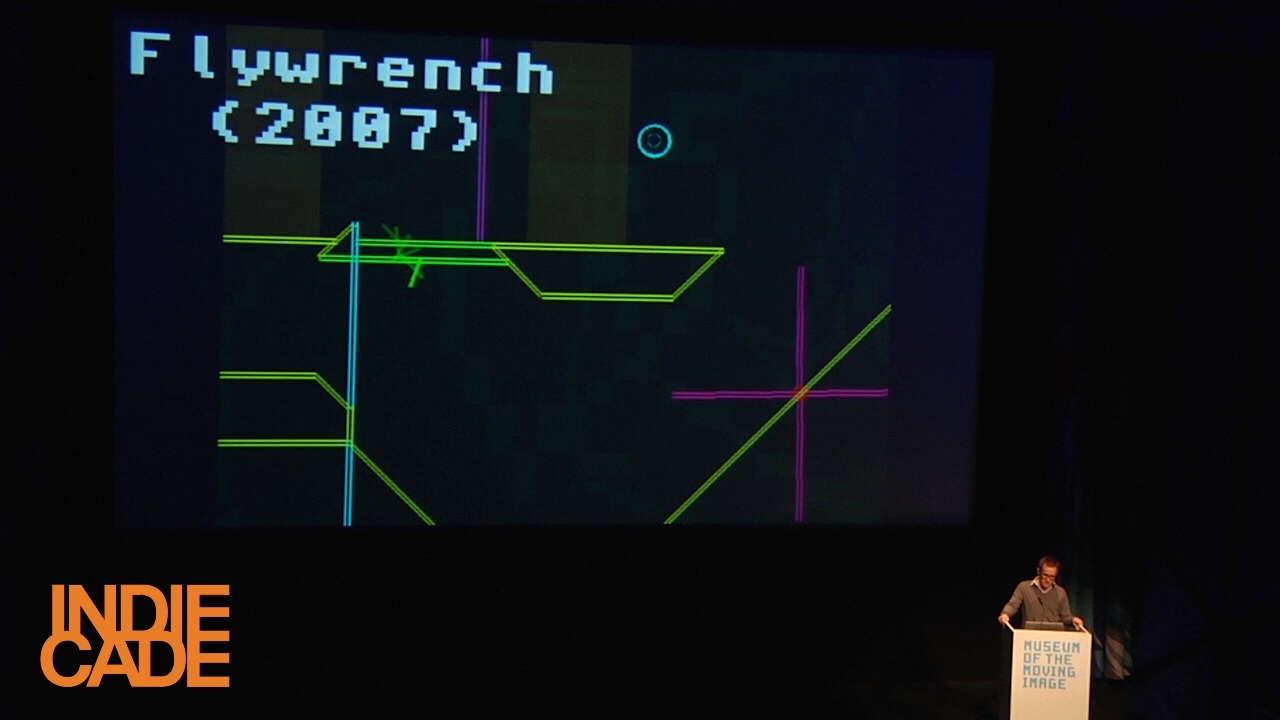 Flywrench
(2007)
INDIE
CADE
MUSEUM
OF THE
MOVING
IMAGE